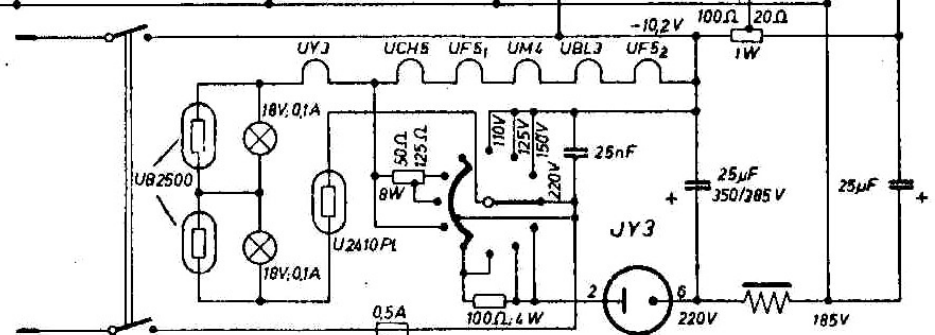 -10,2V
100Ω 20Ω
1W
UY3
UCH5
UF5₁
UM4
UBL3
UF5₂
18V; 0,1A
UB2500
18V; 0,1A
U2410PL
50Ω
125Ω
8W
110V
125V
150V
220V
25nF
25µF
350/385V
+
25µF
+
JY3
2
6
220V
185V
100Ω; 4W
0,5A